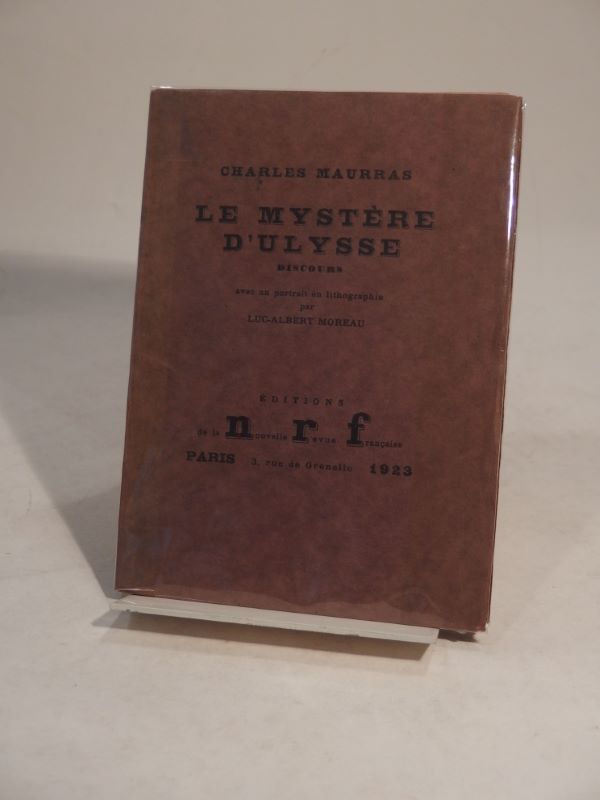 CHARLES MAURRAS
LE MYSTÈRE
D'ULYSSE
DISCOURS
avec un portrait en lithographie
par
LUC-ALBERT MOREAU
ÉDITIONS
de la nouvelle revue française
PARIS 3, rue de Grenelle 1923